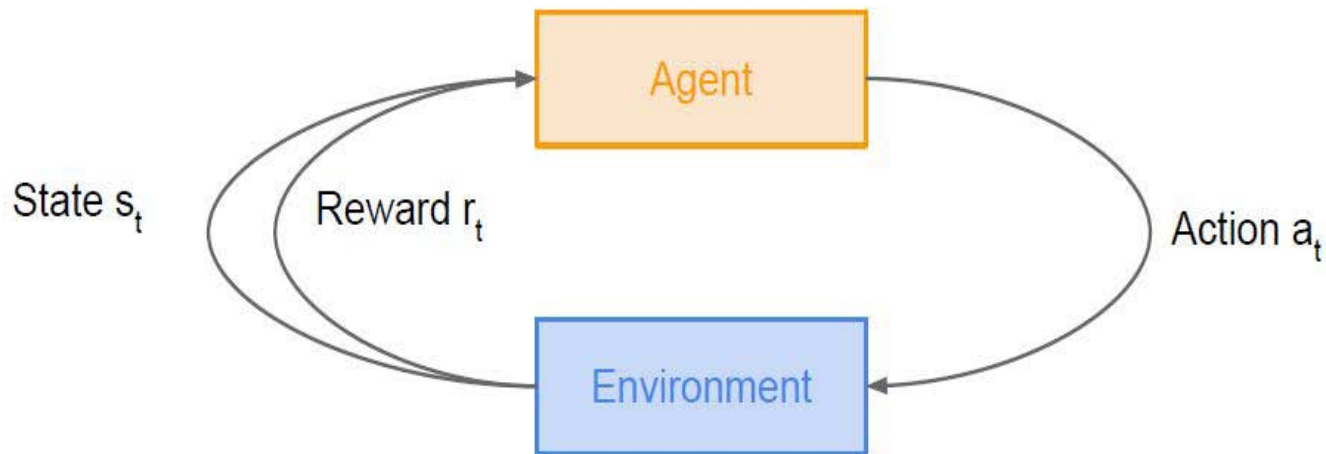 Agent
State s_t
Reward r_t
Action a_t
Environment